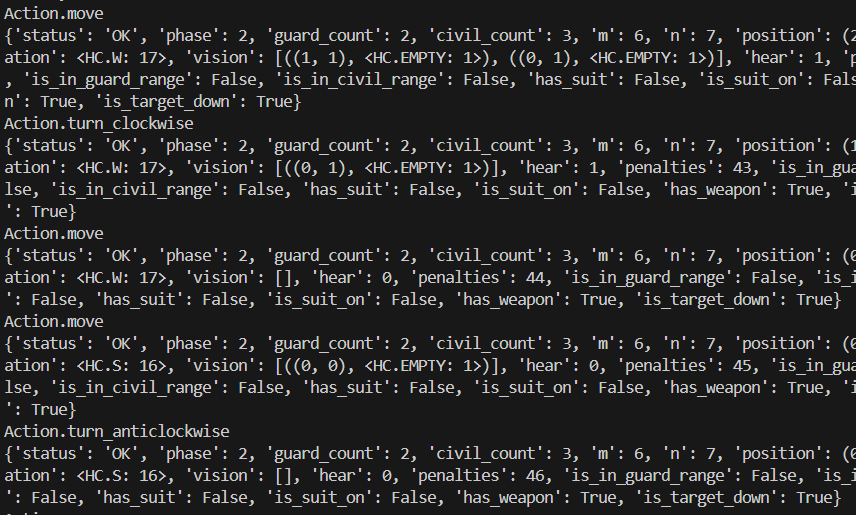 Action.move
{'status': 'OK', 'phase': 2, 'guard_count': 2, 'civil_count': 3, 'm': 6, 'n': 7, 'position': (2
ation': <HC.W: 17>, 'vision': [((1, 1), <HC.EMPTY: 1>), ((0, 1), <HC.EMPTY: 1>)], 'hear': 1, 'p
, 'is_in_guard_range': False, 'is_in_civil_range': False, 'has_suit': False, 'is_suit_on': Fals
n': True, 'is_target_down': True}
Action.turn_clockwise
{'status': 'OK', 'phase': 2, 'guard_count': 2, 'civil_count': 3, 'm': 6, 'n': 7, 'position': (1
ation': <HC.W: 17>, 'vision': [((0, 1), <HC.EMPTY: 1>)], 'hear': 1, 'penalties': 43, 'is_in_gua
lse, 'is_in_civil_range': False, 'has_suit': False, 'is_suit_on': False, 'has_weapon': True, 'i
': True}
Action.move
{'status': 'OK', 'phase': 2, 'guard_count': 2, 'civil_count': 3, 'm': 6, 'n': 7, 'position': (0
ation': <HC.W: 17>, 'vision': [], 'hear': 0, 'penalties': 44, 'is_in_guard_range': False, 'is_i
': False, 'has_suit': False, 'is_suit_on': False, 'has_weapon': True, 'is_target_down': True}
Action.move
{'status': 'OK', 'phase': 2, 'guard_count': 2, 'civil_count': 3, 'm': 6, 'n': 7, 'position': (0
ation': <HC.S: 16>, 'vision': [((0, 0), <HC.EMPTY: 1>)], 'hear': 0, 'penalties': 45, 'is_in_gua
lse, 'is_in_civil_range': False, 'has_suit': False, 'is_suit_on': False, 'has_weapon': True, 'i
': True}
Action.turn_anticlockwise
{'status': 'OK', 'phase': 2, 'guard_count': 2, 'civil_count': 3, 'm': 6, 'n': 7, 'position': (0
ation': <HC.S: 16>, 'vision': [], 'hear': 0, 'penalties': 46, 'is_in_guard_range': False, 'is_i
': False, 'has_suit': False, 'is_suit_on': False, 'has_weapon': True, 'is_target_down': True}